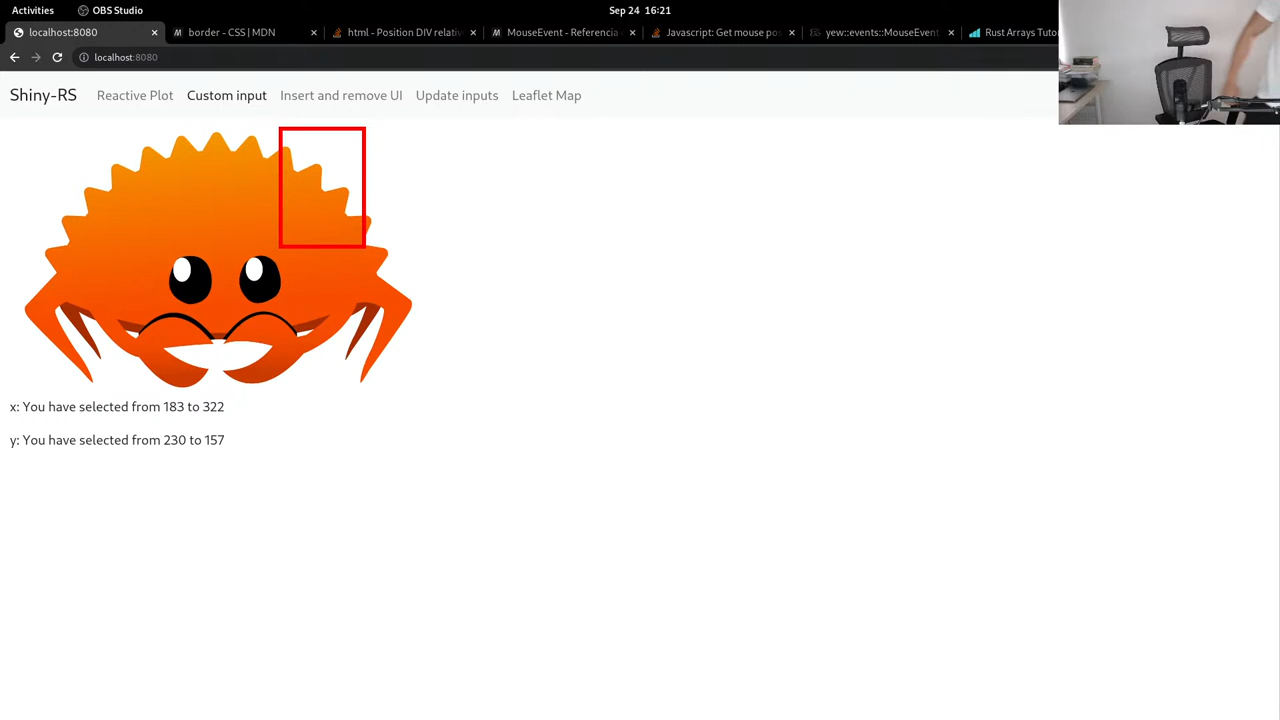 Activities OBS Studio Sep 24 16:21
localhost:8080 border - CSS | MDN html - Position DIV relativ MouseEvent - Referencia Javascript: Get mouse pos yew::events::MouseEvent Rust Arrays Tuto
localhost:8080
Shiny-RS Reactive Plot Custom input Insert and remove UI Update inputs Leaflet Map
x: You have selected from 183 to 322
y: You have selected from 230 to 157